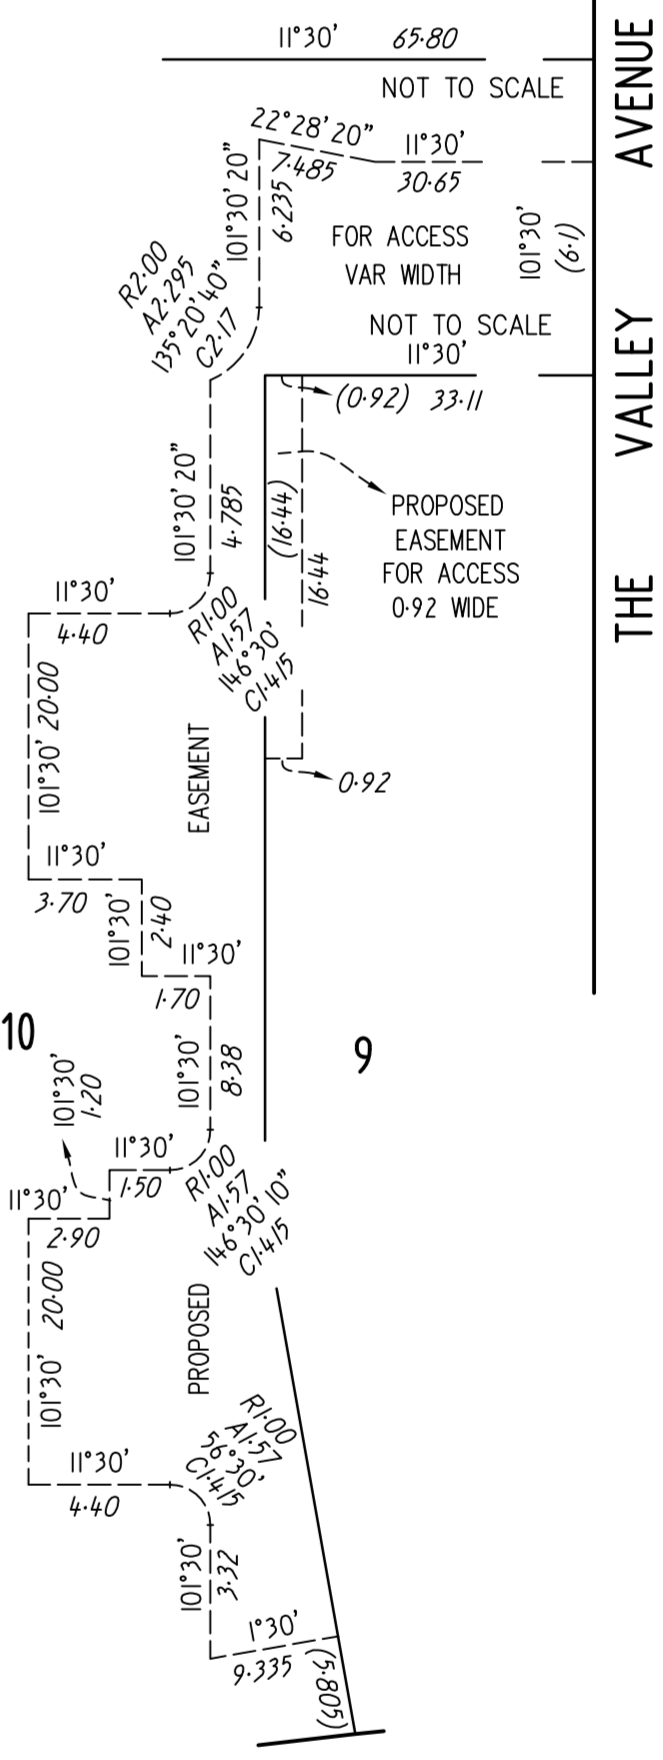 11°30' 65·80
NOT TO SCALE
22°28'20"
7·485
11°30'
30·65
101°30'20"
6·235
FOR ACCESS
VAR WIDTH
101°30'
(6·1)
THE VALLEY AVENUE
R2·00
A2·295
135°20'40"
C2·17
NOT TO SCALE
11°30'
(0·92) 33·11
101°30'20"
4·785
(16·44)
16·44
PROPOSED
EASEMENT
FOR ACCESS
0·92 WIDE
11°30'
4·40
R1·00
A1·57
146°30'
C1·415
101°30' 20·00
EASEMENT
0·92
11°30'
3·70
101°30'
2·40
11°30'
1·70
10
9
101°30'
8·38
101°30'
1·20
11°30'
1·50
R1·00
A1·57
146°30'10"
C1·415
11°30'
2·90
101°30' 20·00
PROPOSED
R1·00
A1·57
56°30'
C1·415
11°30'
4·40
101°30'
3·32
1°30'
9·335
(5·805)